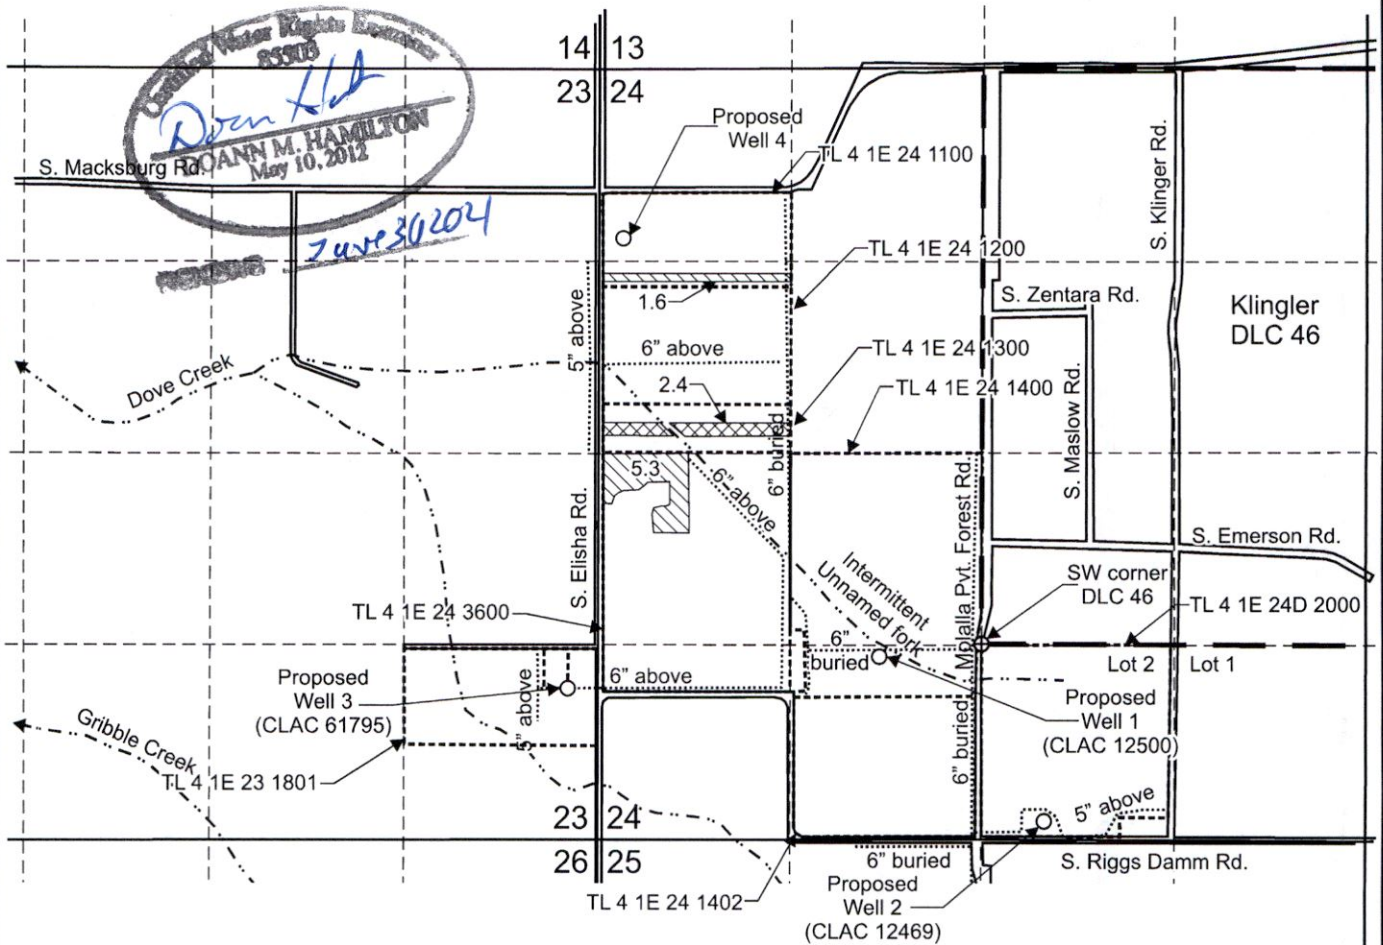 Certified Water Rights Examiner
85503
DOANN M. HAMILTON
May 10, 2012
June 30 2021
14 13
23 24
S. Macksburg Rd.
Proposed
Well 4
TL 4 1E 24 1100
S. Klinger Rd.
TL 4 1E 24 1200
1.6
S. Zentara Rd.
Klingler
DLC 46
5" above
6" above
TL 4 1E 24 1300
Dove Creek
2.4
TL 4 1E 24 1400
6" buried
S. Maslow Rd.
5.3
6" above
S. Elisha Rd.
Molalla Pvt. Forest Rd.
S. Emerson Rd.
Intermittent
Unnamed fork
SW corner
DLC 46
TL 4 1E 24D 2000
TL 4 1E 24 3600
6"
buried
Lot 2
Lot 1
Proposed
Well 3
(CLAC 61795)
5" above
6" above
Proposed
Well 1
(CLAC 12500)
6" buried
Gribble Creek
TL 4 1E 23 1801
5" above
23 24
26 25
6" buried
S. Riggs Damm Rd.
TL 4 1E 24 1402
Proposed
Well 2
(CLAC 12469)